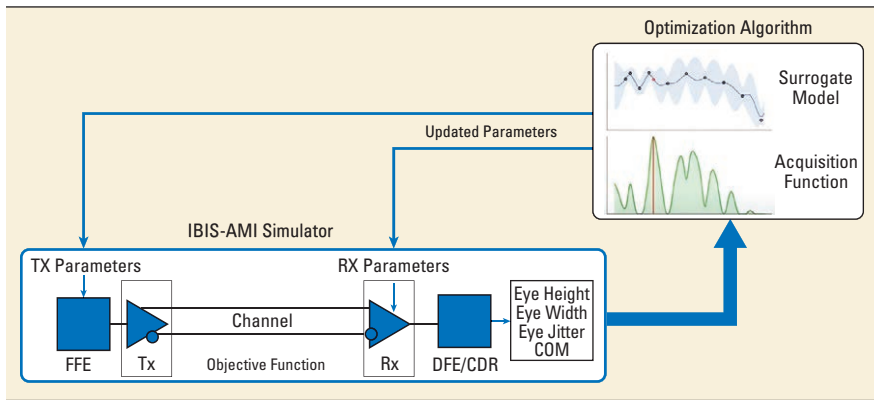 Optimization Algorithm
Surrogate
Model
Updated Parameters
Acquisition
Function
IBIS-AMI Simulator
TX Parameters
RX Parameters
Eye Height
Eye Width
Eye Jitter
COM
Channel
FFE
Tx
Objective Function
Rx
DFE/CDR